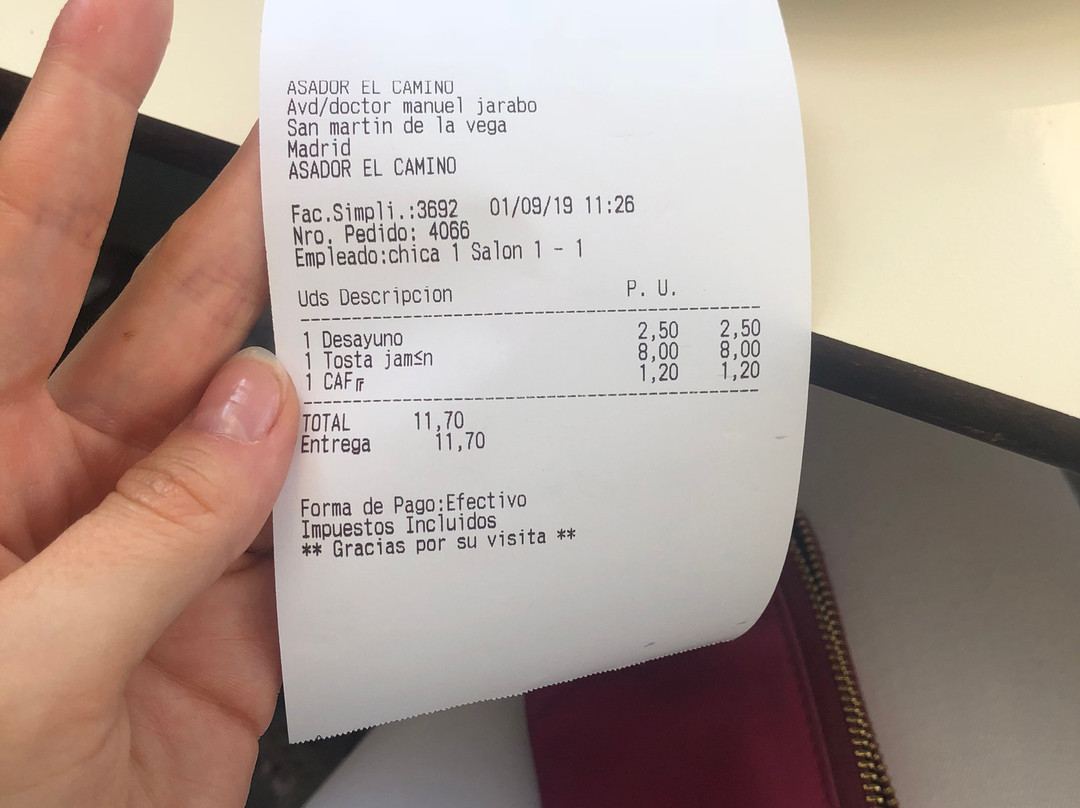 ASADOR EL CAMINO
Avd/doctor manuel jarabo
San martin de la vega
Madrid
ASADOR EL CAMINO
Fac.Simpli.:3692 01/09/19 11:26
Nro. Pedido: 4066
Empleado:chica 1 Salon 1 - 1
Uds Descripcion P. U.
1 Desayuno 2,50 2,50
1 Tosta jam≤n 8,00 8,00
1 CAF╔ 1,20 1,20
TOTAL 11,70
Entrega 11,70
Forma de Pago:Efectivo
Impuestos Incluidos
** Gracias por su visita **